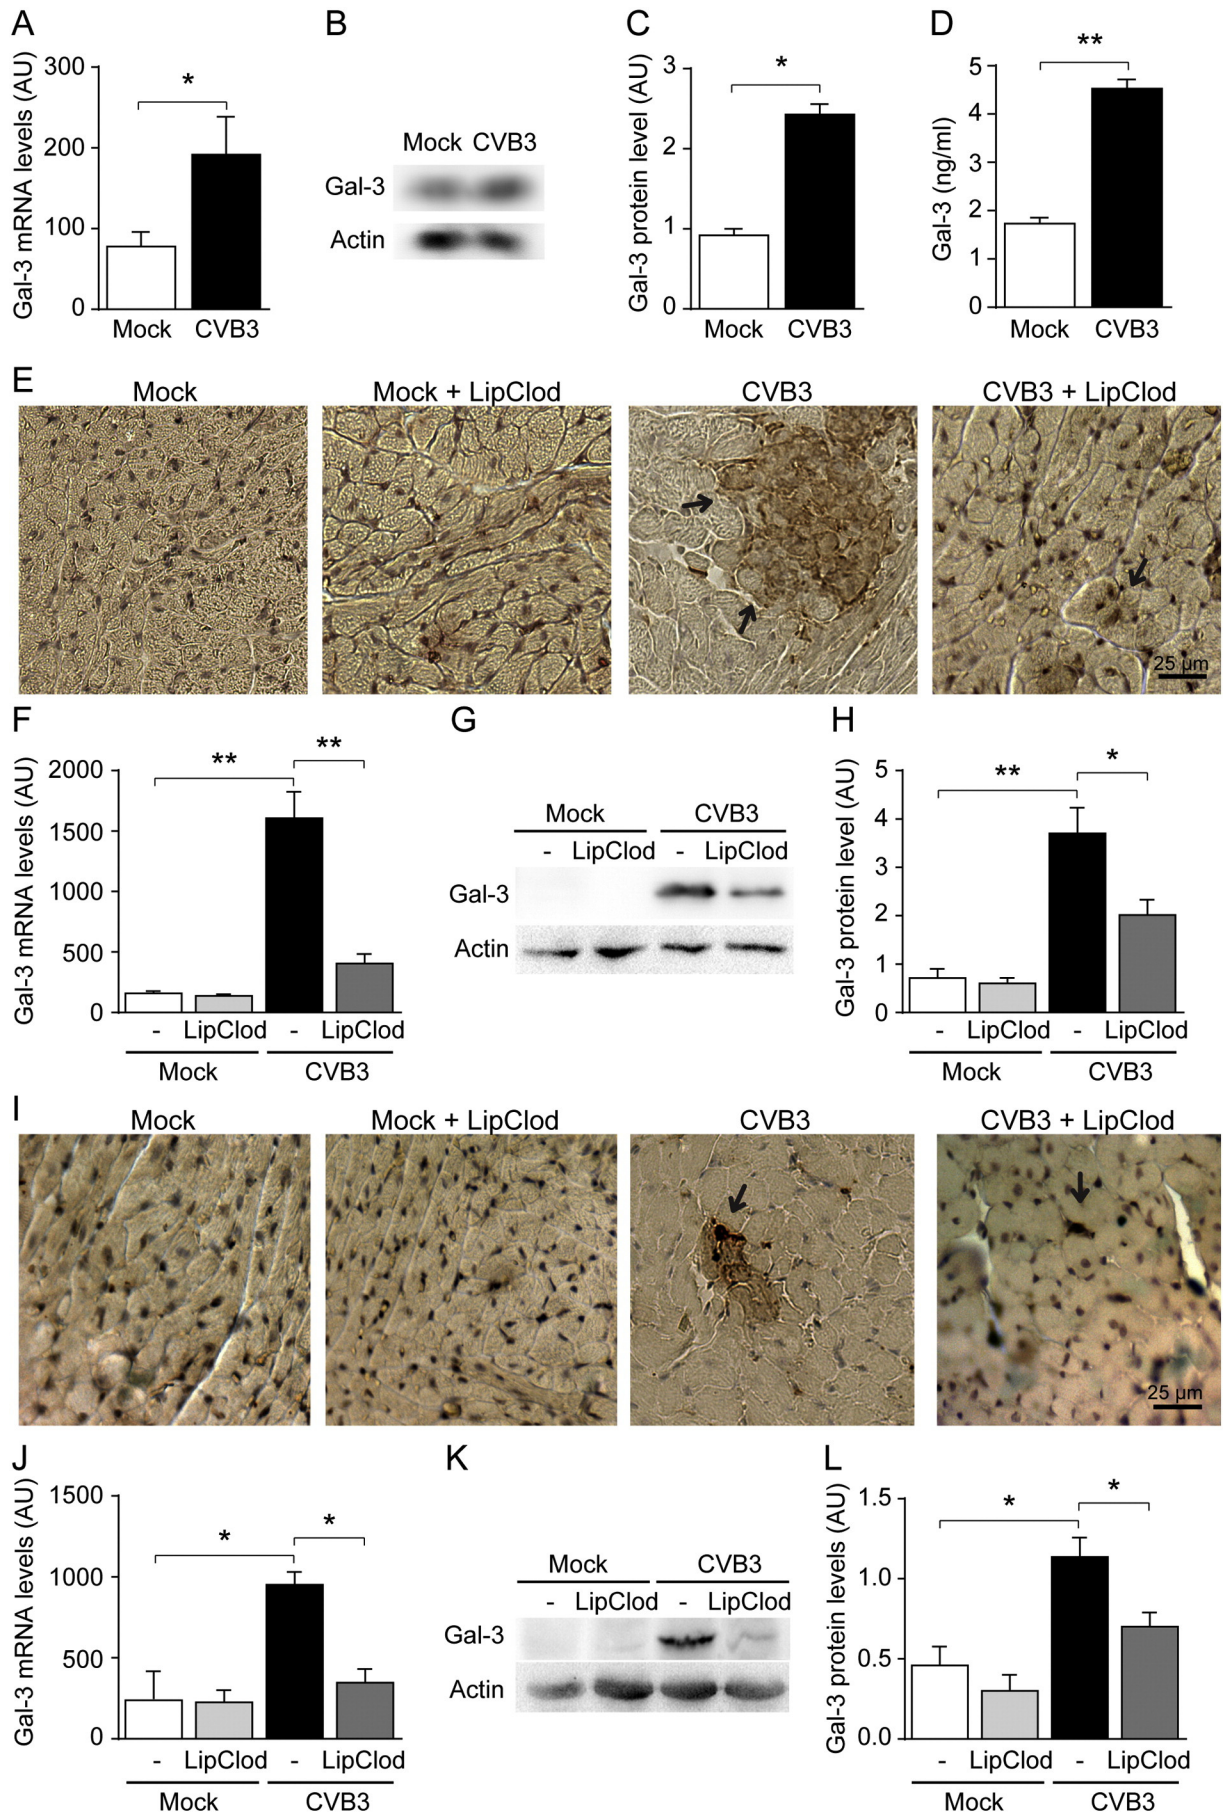 A
Gal-3 mRNA levels (AU)
300
200
100
0
*
Mock CVB3
B
Mock CVB3
Gal-3
Actin
C
Gal-3 protein level (AU)
3
2
1
0
*
Mock CVB3
D
Gal-3 (ng/ml)
5
4
3
2
1
0
**
Mock CVB3
E
Mock
Mock + LipClod
CVB3
CVB3 + LipClod
25 µm
F
Gal-3 mRNA levels (AU)
2000
1500
1000
500
0
** **
- LipClod - LipClod
Mock CVB3
G
Mock CVB3
- LipClod - LipClod
Gal-3
Actin
H
Gal-3 protein level (AU)
5
4
3
2
1
0
** *
- LipClod - LipClod
Mock CVB3
I
Mock
Mock + LipClod
CVB3
CVB3 + LipClod
25 µm
J
Gal-3 mRNA levels (AU)
1500
1000
500
0
* *
- LipClod - LipClod
Mock CVB3
K
Mock CVB3
- LipClod - LipClod
Gal-3
Actin
L
Gal-3 protein levels (AU)
1.5
1.0
0.5
0.0
* *
- LipClod - LipClod
Mock CVB3